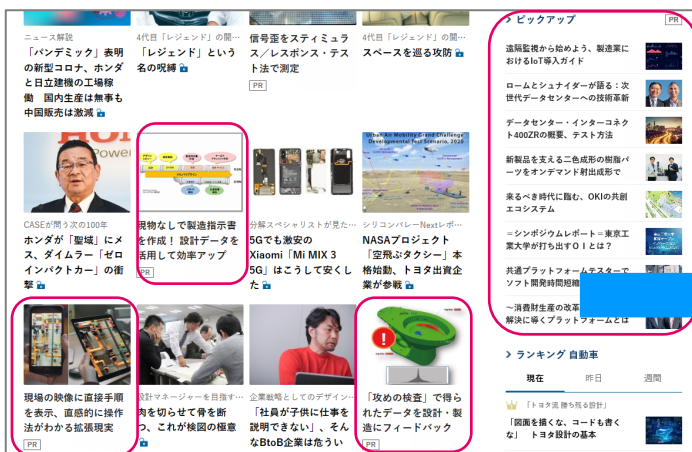 ニュース解説
「パンデミック」表明
の新型コロナ、ホンダ
と日立建機の工場稼
働　国内生産は無事も
中国販売は激減
4代目「レジェンド」の開…
「レジェンド」という
名の呪縛
信号歪をスティミュラ
ス／レスポンス・テス
ト法で測定
PR
4代目「レジェンド」の開…
スペースを巡る攻防
CASEが問う次の100年
ホンダが「聖域」にメ
ス、ダイムラー「ゼロ
インパクトカー」の衝
撃
現物なしで製造指示書
を作成！ 設計データを
活用して効率アップ
PR
分解スペシャリストが見た…
5Gでも激安の
Xiaomi「Mi MIX 3
5G」はこうして安くし
た
Urban Air Mobility Grand Challenge
Developmental Test Scenario, 2020
シリコンバレーNextレポ…
NASAプロジェクト
「空飛ぶタクシー」本
格始動、トヨタ出資企
業が参戦
現場の映像に直接手順
を表示、直感的に操作
法がわかる拡張現実
PR
設計マネージャーを目指す…
肉を切らせて骨を断
つ、これが検図の極意
企業戦略としてのデザイン…
「社員が子供に仕事を
説明できない」、そん
なBtoB企業は危うい
「攻めの検査」で得ら
れたデータを設計・製
造にフィードバック
PR
ピックアップ
PR
遠隔監視から始めよう、製造業に
おけるIoT導入ガイド
ロームとシュナイダーが語る：次
世代データセンターへの技術革新
データセンター・インターコネク
ト400ZRの概要、テスト方法
新製品を支える二色成形の樹脂パ
ーツをオンデマンド射出成形で
来るべき時代に臨む、OKIの共創
エコシステム
＝シンポジウムレポート＝東京工
業大学が打ち出すＯＩとは？
共通プラットフォームテスターで
ソフト開発時間短縮
～消費財生産の改革
解決に導くプラットフォームとは
ランキング 自動車
現在
昨日
週間
「トヨタ流 勝ち残る設計」
「図面を描くな、コードも書く
な」　トヨタ設計の基本